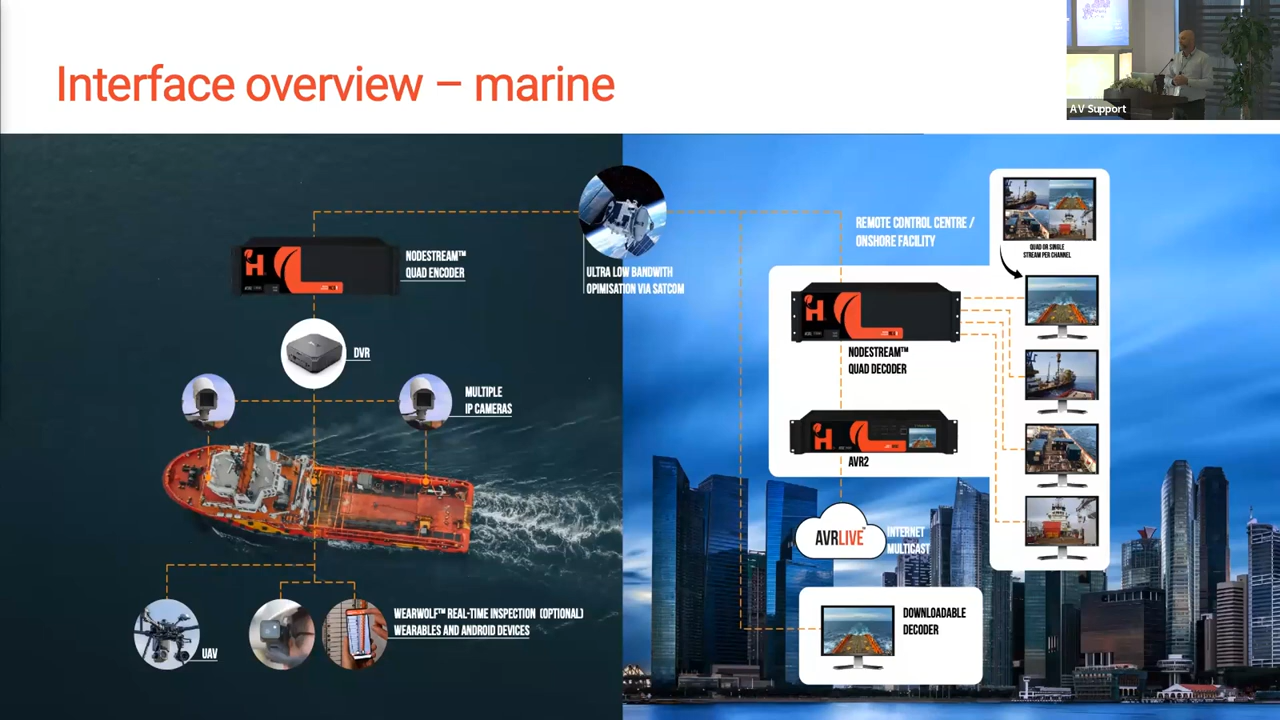 Interface overview – marine
AV Support
NODESTREAM™
QUAD ENCODER
DVR
MULTIPLE
IP CAMERAS
WEARWOLF™ REAL-TIME INSPECTION (OPTIONAL)
WEARABLES AND ANDROID DEVICES
UAV
ULTRA LOW BANDWITH
OPIMISATION VIA SATCOM
REMOTE CONTROL CENTRE /
ONSHORE FACILITY
QUAD OR SINGLE
STREAM PER CHANNEL
NODESTREAM™
QUAD DECODER
AVR2
AVRLIVE™
INTERNET
MULTICAST
DOWNLOADABLE
DECODER